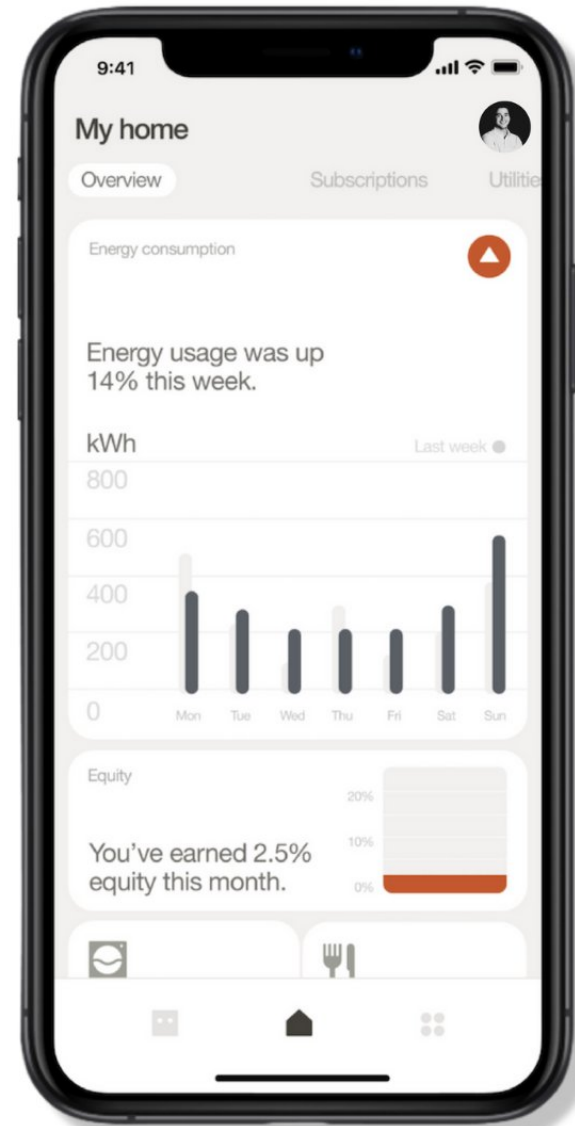 9:41
My home
Overview Subscriptions Utilitie
Energy consumption
Energy usage was up
14% this week.
kWh Last week
800
600
400
200
0
Mon Tue Wed Thu Fri Sat Sun
Equity
20%
10%
You've earned 2.5%
equity this month.
0%